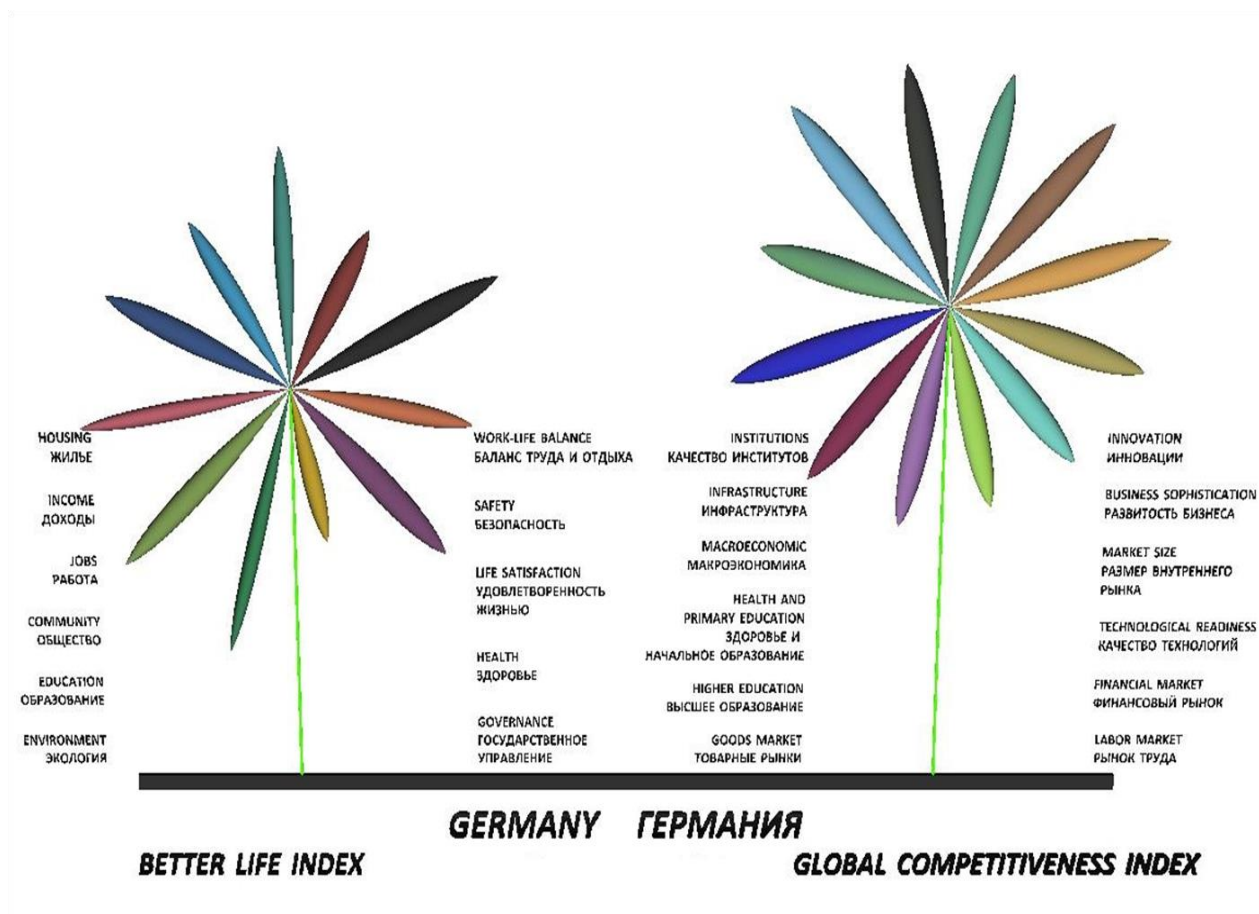 HOUSING
ЖИЛЬЕ
INCOME
ДОХОДЫ
JOBS
РАБОТА
COMMUNITY
ОБЩЕСТВО
EDUCATION
ОБРАЗОВАНИЕ
ENVIRONMENT
ЭКОЛОГИЯ
WORK-LIFE BALANCE
БАЛАНС ТРУДА И ОТДЫХА
SAFETY
БЕЗОПАСНОСТЬ
LIFE SATISFACTION
УДОВЛЕТВОРЕННОСТЬ
ЖИЗНЬЮ
HEALTH
ЗДОРОВЬЕ
GOVERNANCE
ГОСУДАРСТВЕННОЕ
УПРАВЛЕНИЕ
INSTITUTIONS
КАЧЕСТВО ИНСТИТУТОВ
INFRASTRUCTURE
ИНФРАСТРУКТУРА
MACROECONOMIC
МАКРОЭКОНОМИКА
HEALTH AND
PRIMARY EDUCATION
ЗДОРОВЬЕ И
НАЧАЛЬНОЕ ОБРАЗОВАНИЕ
HIGHER EDUCATION
ВЫСШЕЕ ОБРАЗОВАНИЕ
GOODS MARKET
ТОВАРНЫЕ РЫНКИ
INNOVATION
ИННОВАЦИИ
BUSINESS SOPHISTICATION
РАЗВИТОСТЬ БИЗНЕСА
MARKET SIZE
РАЗМЕР ВНУТРЕННЕГО
РЫНКА
TECHNOLOGICAL READINESS
КАЧЕСТВО ТЕХНОЛОГИЙ
FINANCIAL MARKET
ФИНАНСОВЫЙ РЫНОК
LABOR MARKET
РЫНОК ТРУДА
GERMANY ГЕРМАНИЯ
BETTER LIFE INDEX
GLOBAL COMPETITIVENESS INDEX